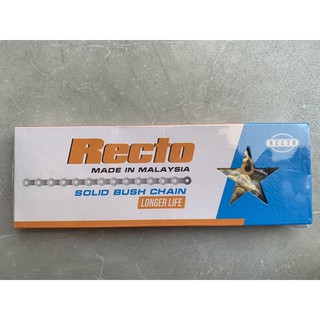 Recto
MADE IN MALAYSIA
SOLID BUSH CHAIN
LONGER LIFE
RECTO